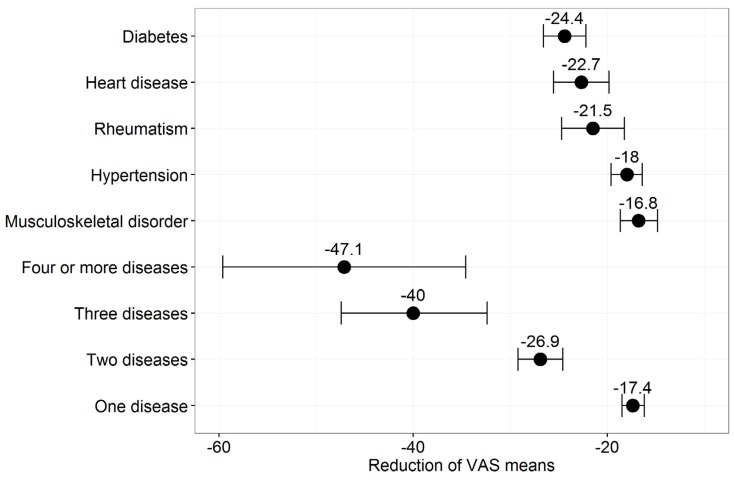 -24.4
Diabetes
-22.7
Heart disease
-21.5
Rheumatism
-18
Hypertension
-16.8
Musculoskeletal disorder
-47.1
Four or more diseases
-40
Three diseases
-26.9
Two diseases
-17.4
One disease
-60 -40 -20
Reduction of VAS means